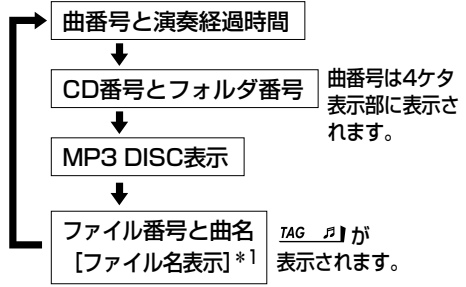 曲番号と演奏経過時間
CD番号とフォルダ番号
曲番号は4ケタ
表示部に表示さ
れます。
MP3 DISC表示
ファイル番号と曲名
[ファイル名表示]*1
TAG ♬が
表示されます。